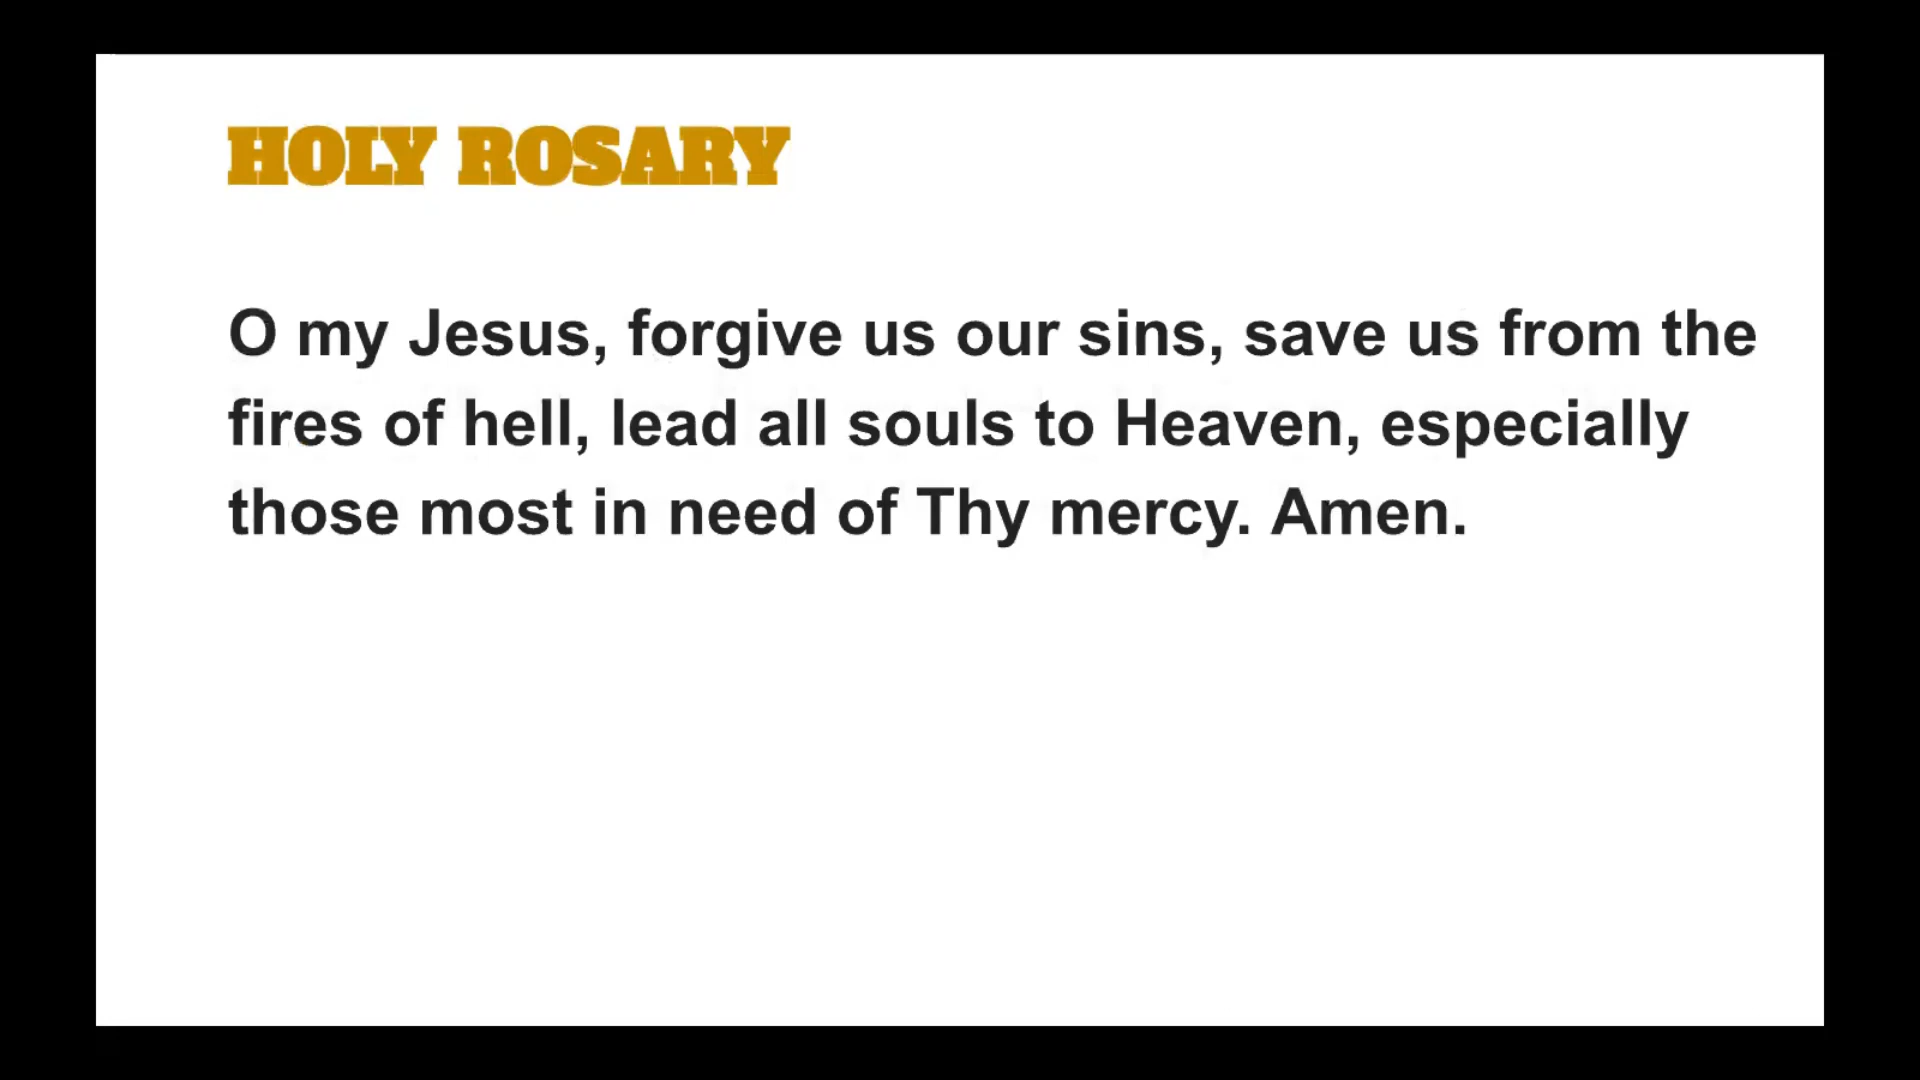 HOLY ROSARY
O my Jesus, forgive us our sins, save us from the
fires of hell, lead all souls to Heaven, especially
those most in need of Thy mercy. Amen.